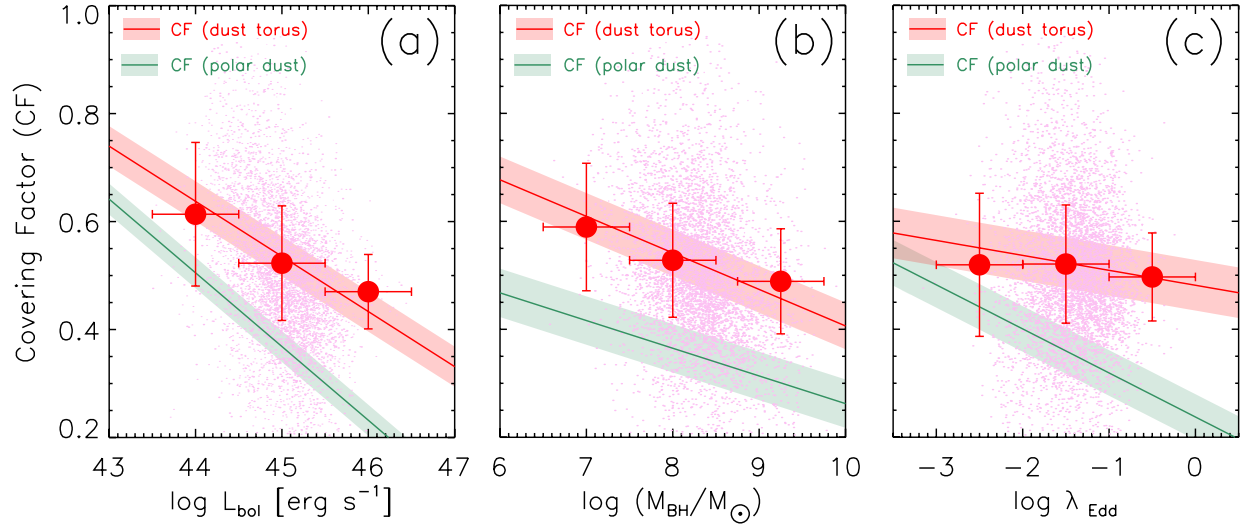 CF (dust torus)
CF (polar dust)
(a)
CF (dust torus)
CF (polar dust)
(b)
CF (dust torus)
CF (polar dust)
(c)
Covering Factor (CF)
1.0
0.8
0.6
0.4
0.2
43 44 45 46 47
6 7 8 9 10
−3 −2 −1 0
log L_bol [erg s⁻¹]
log (M_BH/M_⊙)
log λ_Edd